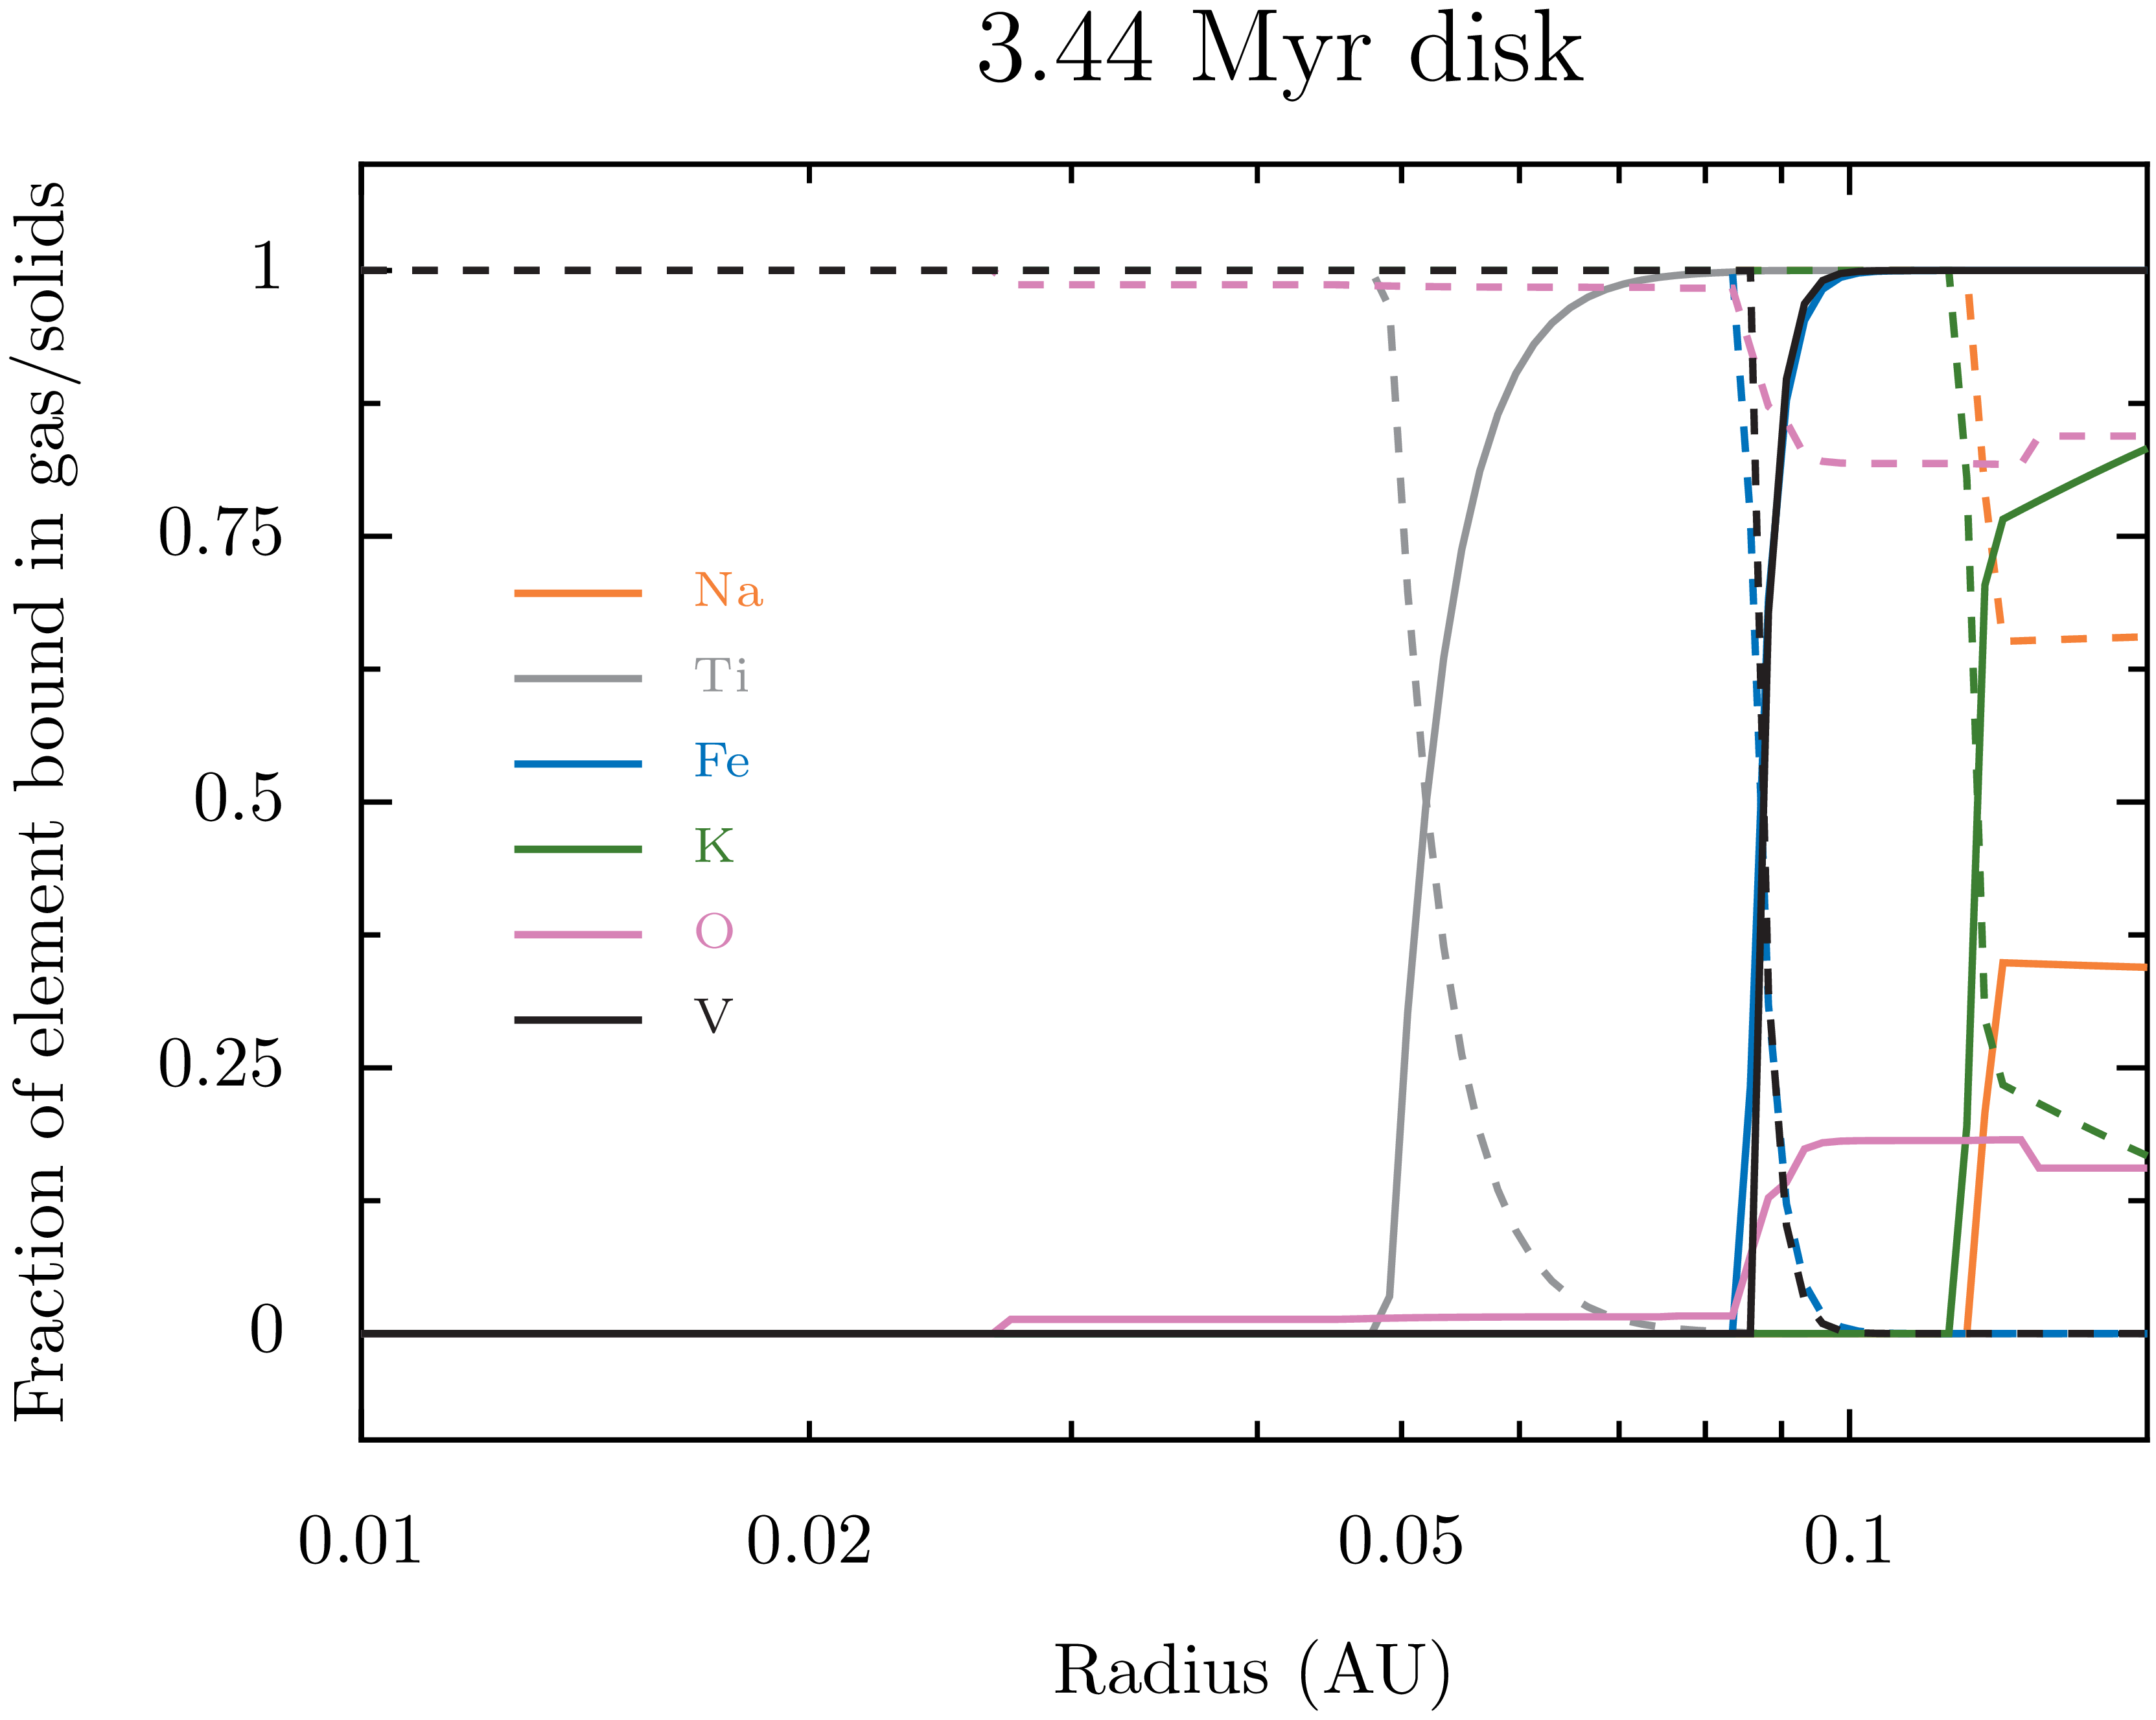 3.44 Myr disk
Fraction of element bound in gas/solids
1
0.75
0.5
0.25
0
Na
Ti
Fe
K
O
V
0.01 0.02 0.05 0.1
Radius (AU)